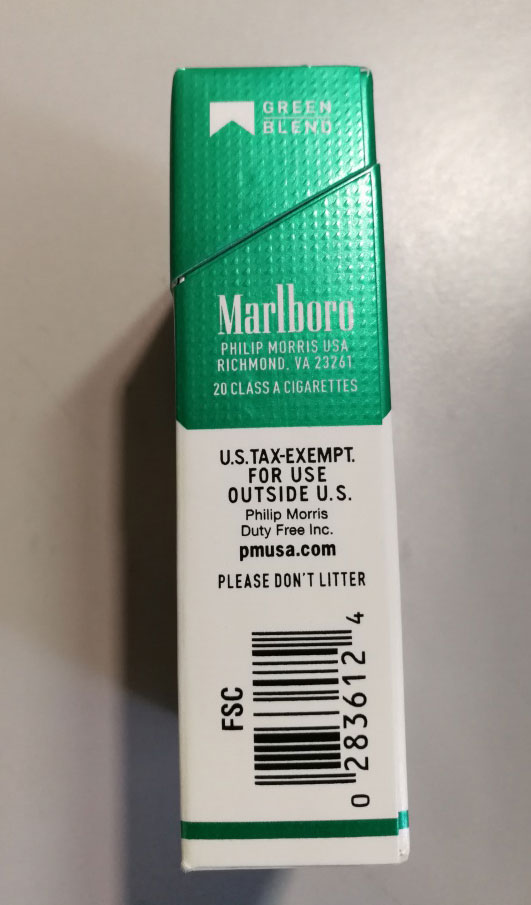 GREEN
BLEND
Marlboro
PHILIP MORRIS USA
RICHMOND, VA 23261
20 CLASS A CIGARETTES
U.S. TAX-EXEMPT.
FOR USE
OUTSIDE U.S.
Philip Morris
Duty Free Inc.
pmusa.com
PLEASE DON'T LITTER
FSC
0 283612 4